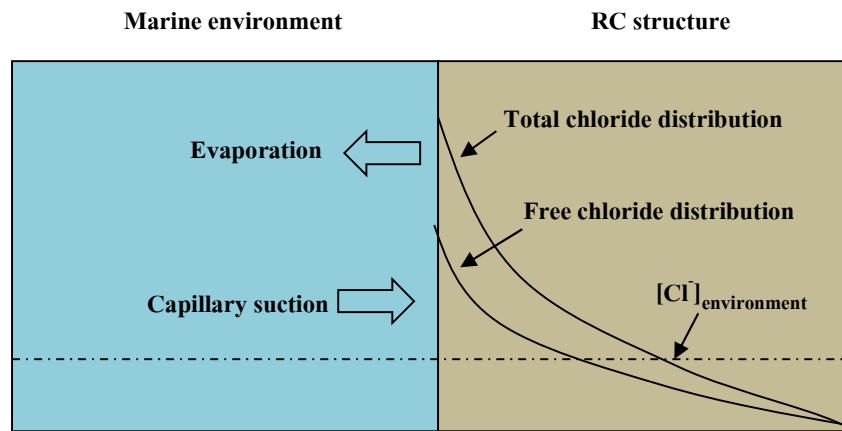 Marine environment
RC structure
Total chloride distribution
Evaporation
Free chloride distribution
Capillary suction
[Cl⁻]environment